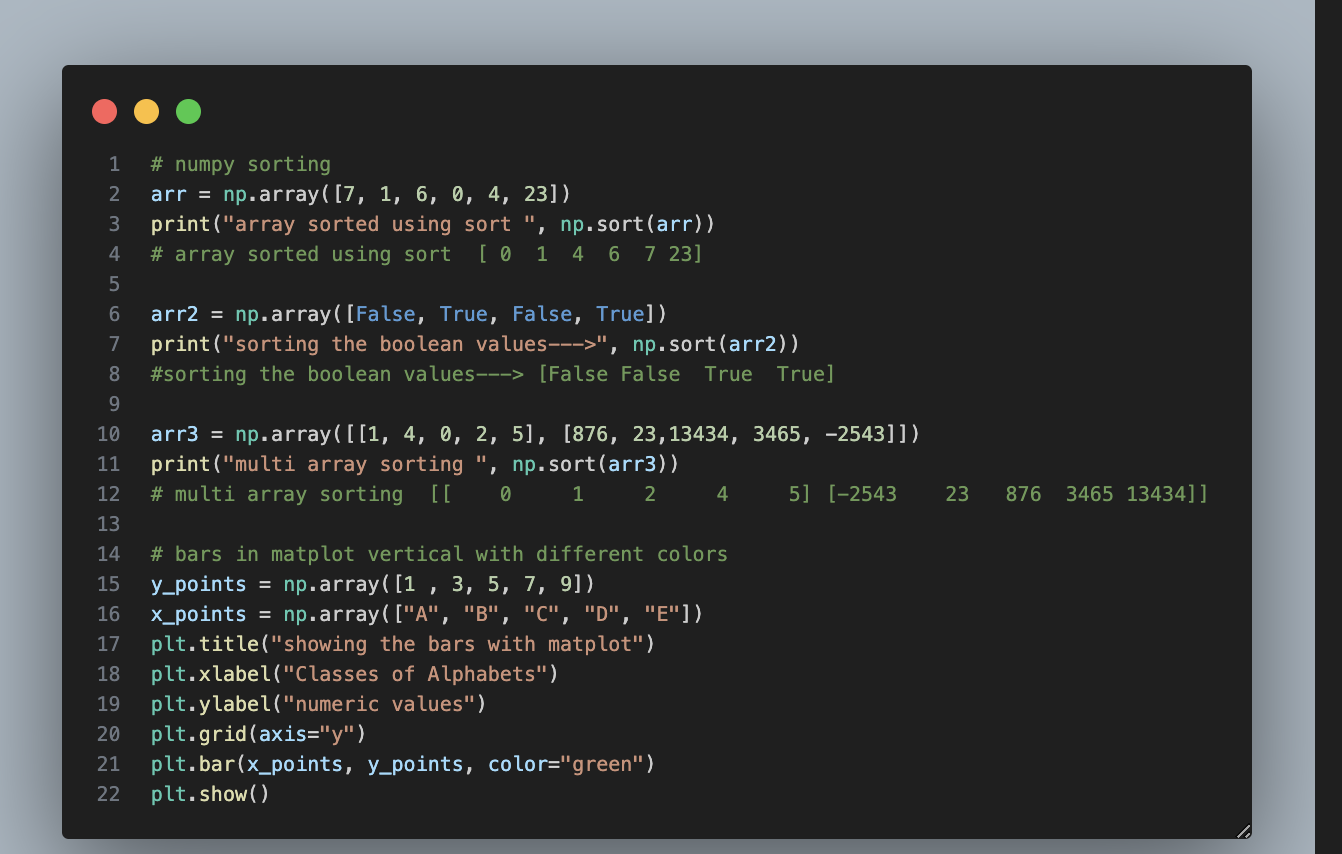 1 # numpy sorting
2 arr = np.array([7, 1, 6, 0, 4, 23])
3 print("array sorted using sort ", np.sort(arr))
4 # array sorted using sort  [ 0  1  4  6  7 23]
5
6 arr2 = np.array([False, True, False, True])
7 print("sorting the boolean values--->", np.sort(arr2))
8 #sorting the boolean values---> [False False  True  True]
9
10 arr3 = np.array([[1, 4, 0, 2, 5], [876, 23,13434, 3465, -2543]])
11 print("multi array sorting ", np.sort(arr3))
12 # multi array sorting  [[    0     1     2     4     5] [-2543    23   876  3465 13434]]
13
14 # bars in matplot vertical with different colors
15 y_points = np.array([1 , 3, 5, 7, 9])
16 x_points = np.array(["A", "B", "C", "D", "E"])
17 plt.title("showing the bars with matplot")
18 plt.xlabel("Classes of Alphabets")
19 plt.ylabel("numeric values")
20 plt.grid(axis="y")
21 plt.bar(x_points, y_points, color="green")
22 plt.show()